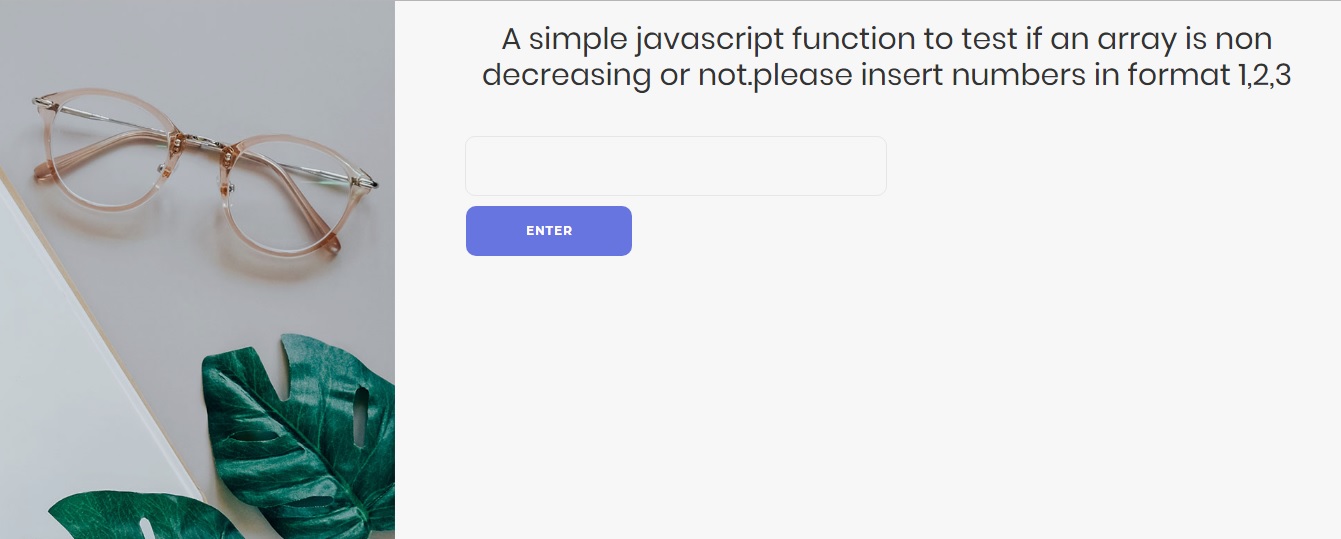 A simple javascript function to test if an array is non
decreasing or not.please insert numbers in format 1,2,3
ENTER